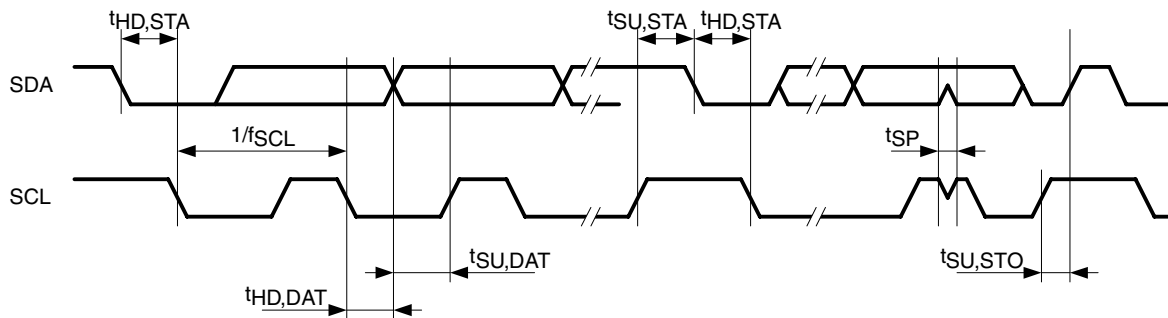 tHD,STA
tSU,STA
tHD,STA
SDA
1/fSCL
tSP
SCL
tSU,DAT
tSU,STO
tHD,DAT